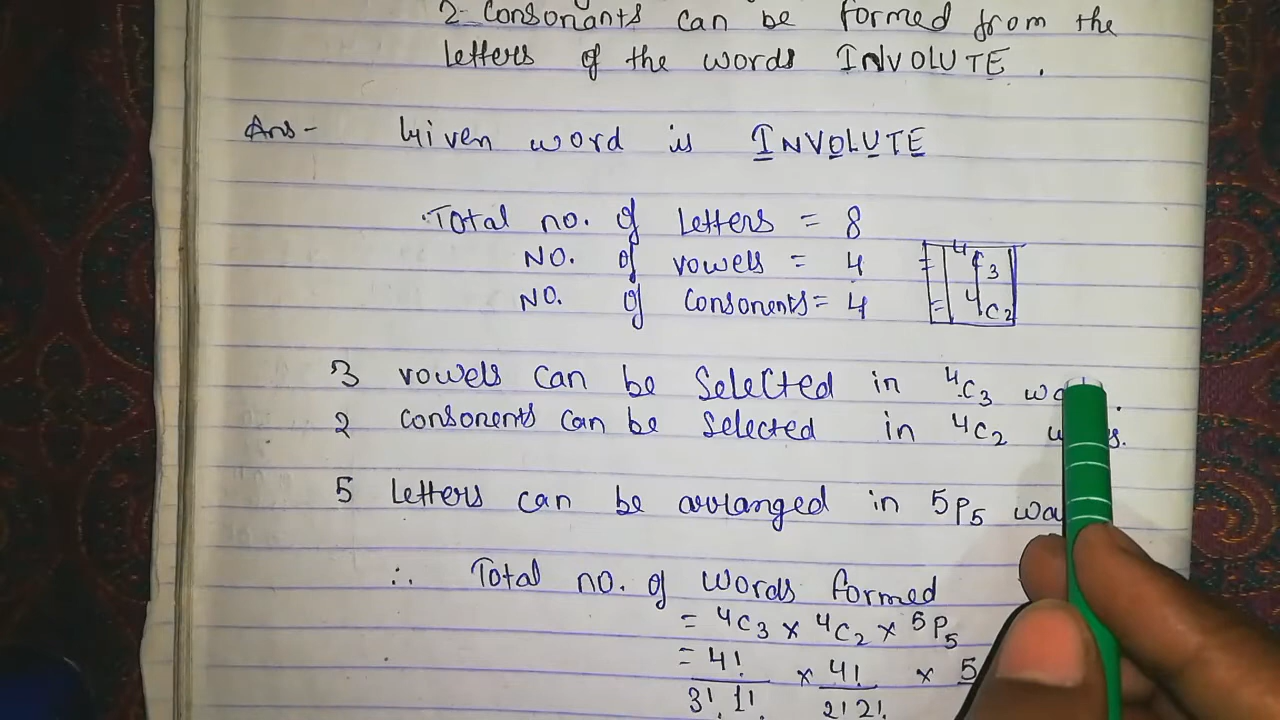 2 Consonants can be formed from the
letters of the words INVOLUTE.
Ans- Given word is INVOLUTE
Total no. of letters = 8
No. of vowels = 4 = 4C3
No. of Consonents = 4 = 4C2
3 vowels can be selected in 4C3
2 consonents can be selected in 4C2
5 letters can be arranged in 5P5
∴ Total no. of words formed
= 4C3 x 4C2 x 5P5
= 4! x 4! x 5
3! 1! 2! 2!